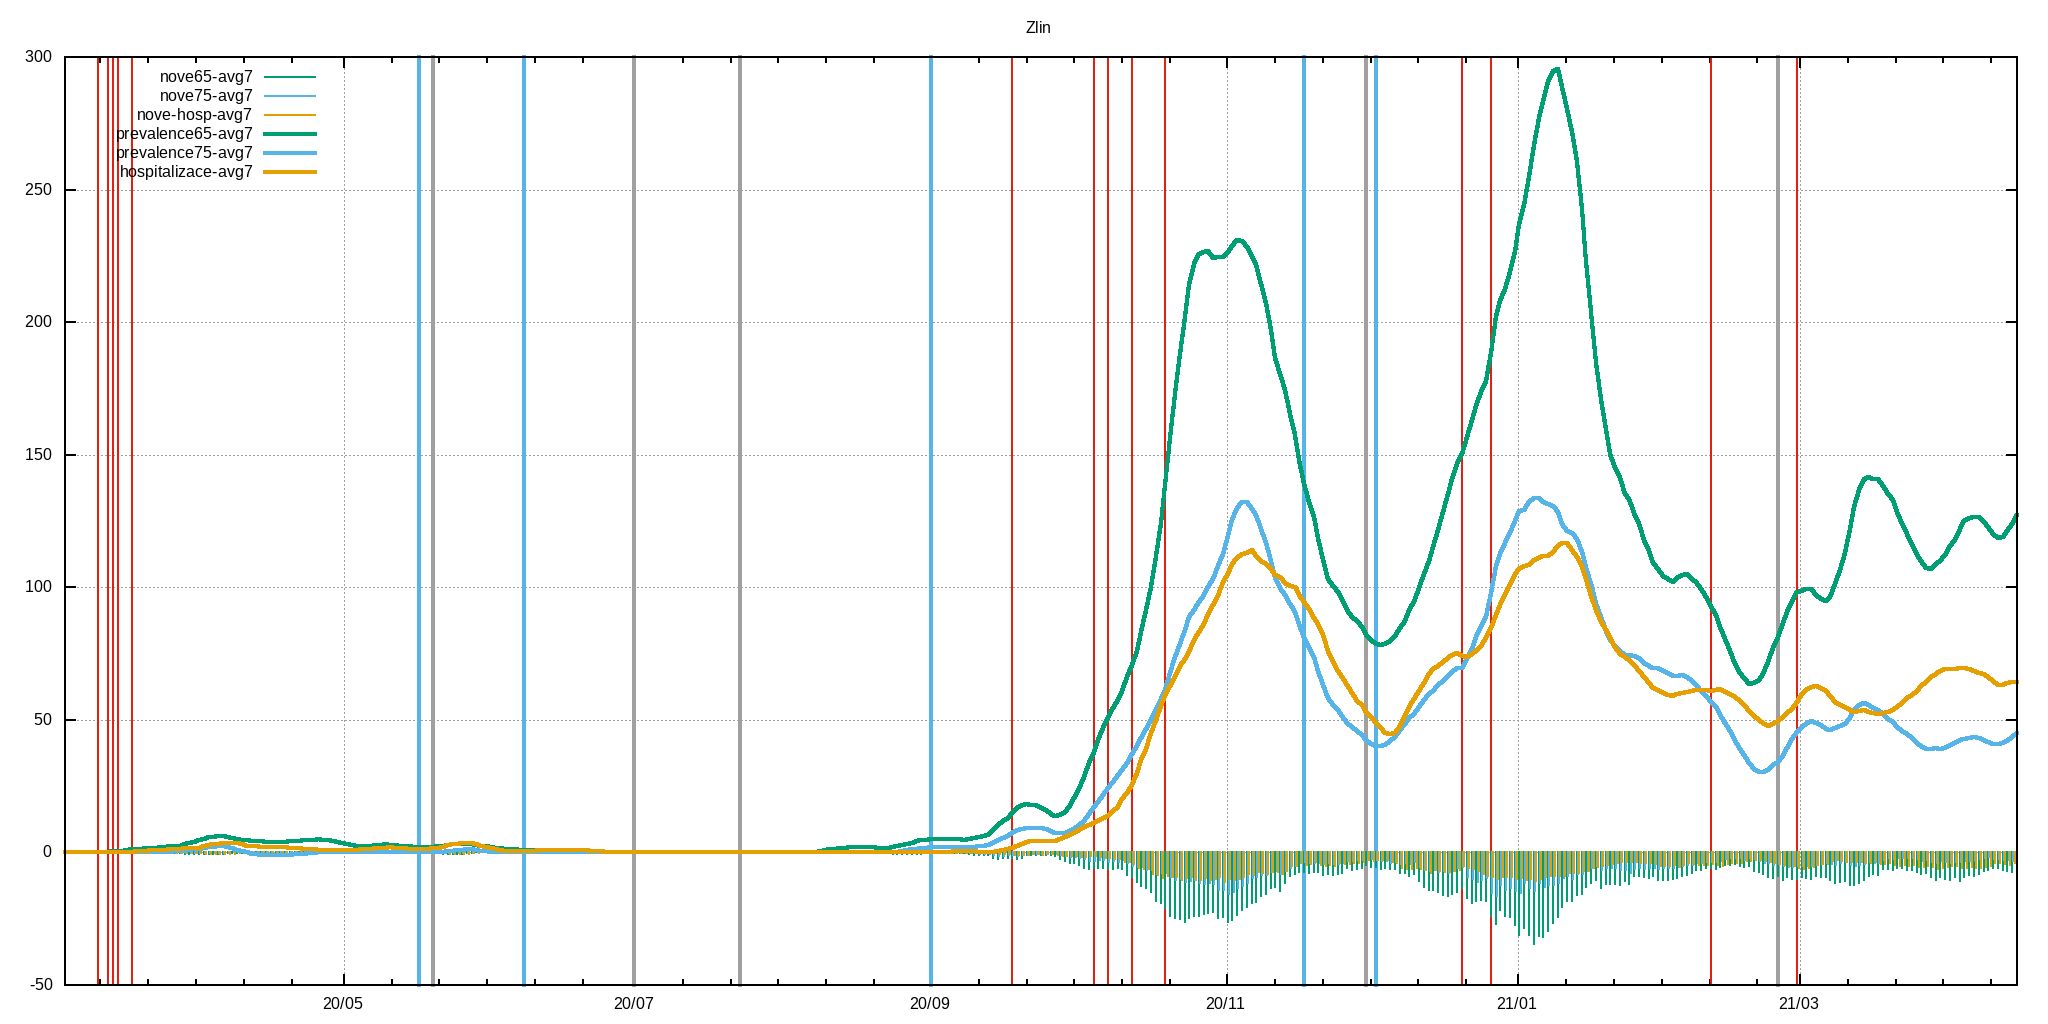 Zlin
300
250
200
150
100
50
0
-50
nove65-avg7
nove75-avg7
nove-hosp-avg7
prevalence65-avg7
prevalence75-avg7
hospitalizace-avg7
20/05 20/07 20/09 20/11 21/01 21/03